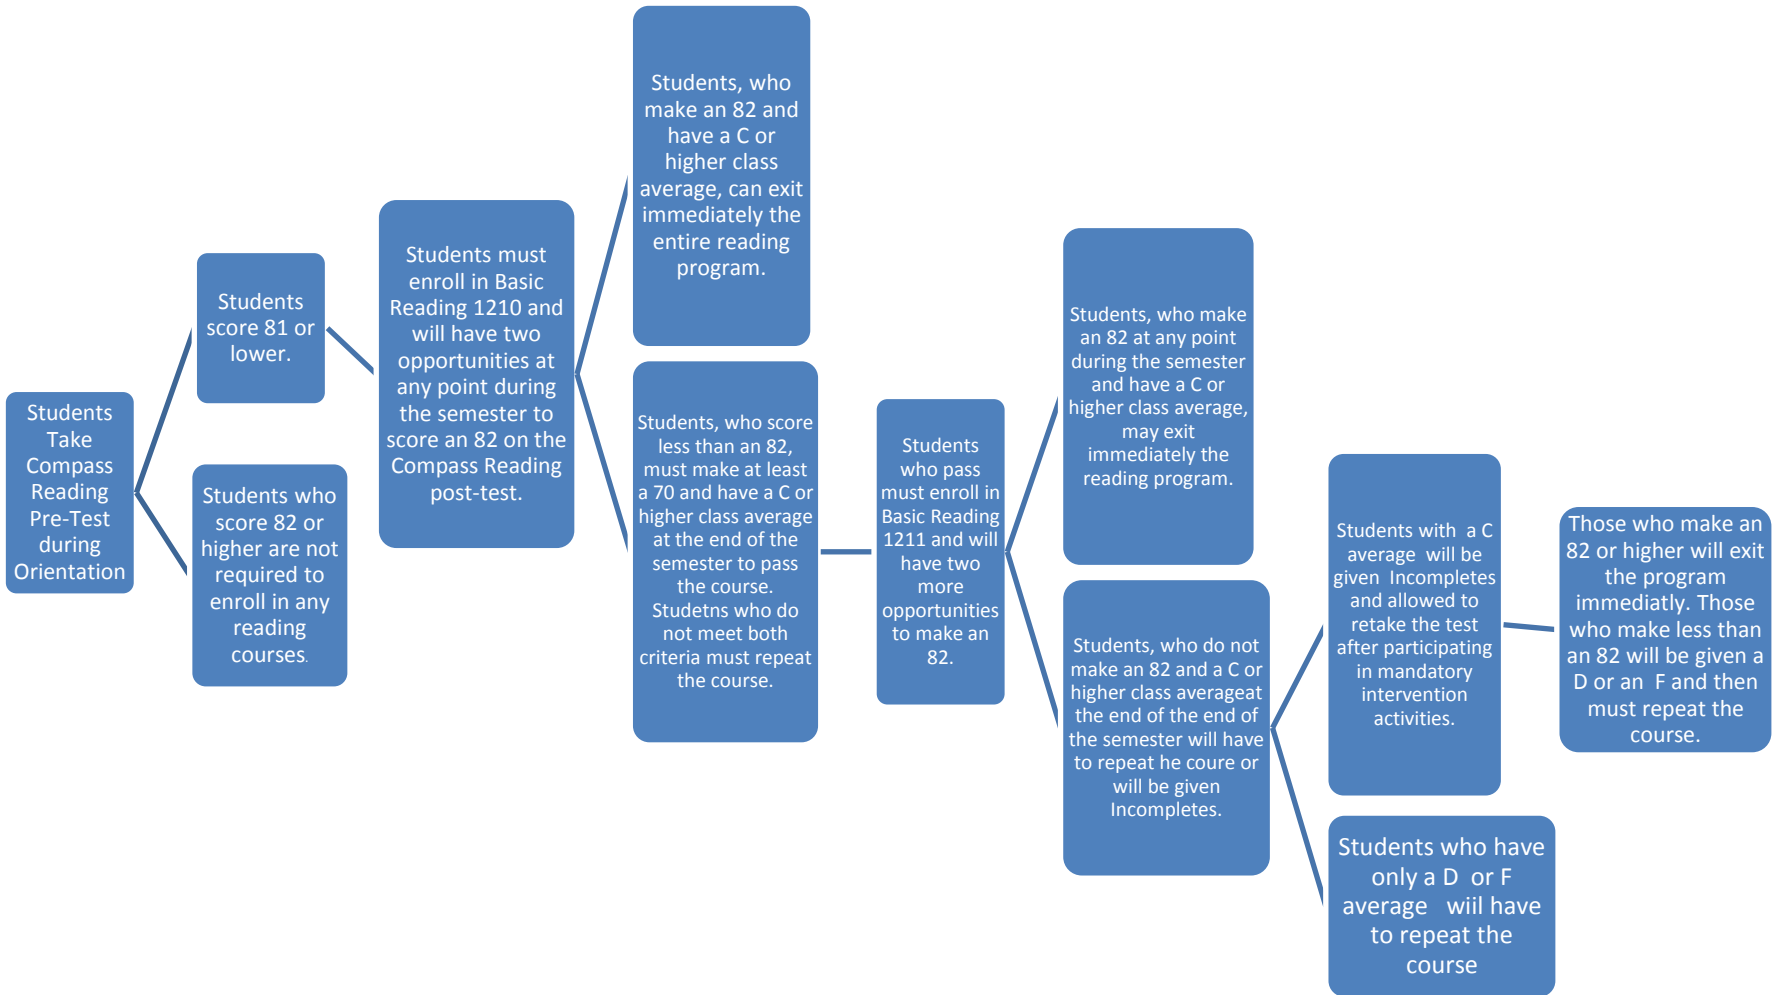 Students
Take
Compass
Reading
Pre-Test
during
Orientation
Students
score 81 or
lower.
Students who
score 82 or
higher are not
required to
enroll in any
reading
courses.
Students must
enroll in Basic
Reading 1210 and
will have two
opportunities at
any point during
the semester to
score an 82 on the
Compass Reading
post-test.
Students, who
make an 82 and
have a C or
higher class
average, can exit
immediately the
entire reading
program.
Students, who score
less than an 82,
must make at least
a 70 and have a C or
higher class average
at the end of the
semester to pass
the course.
Studetns who do
not meet both
criteria must repeat
the course.
Students
who pass
must enroll in
Basic Reading
1211 and will
have two
more
opportunities
to make an
82.
Students, who make
an 82 at any point
during the semester
and have a C or
higher class average,
may exit
immediately the
reading program.
Students, who do not
make an 82 and a C or
higher class averageat
the end of the end of
the semester will have
to repeat he coure or
will be given
Incompletes.
Students with a C
average will be
given Incompletes
and allowed to
retake the test
after participating
in mandatory
intervention
activities.
Students who have
only a D or F
average wiil have
to repeat the
course
Those who make an
82 or higher will exit
the program
immediatly. Those
who make less than
an 82 will be given a
D or an F and then
must repeat the
course.